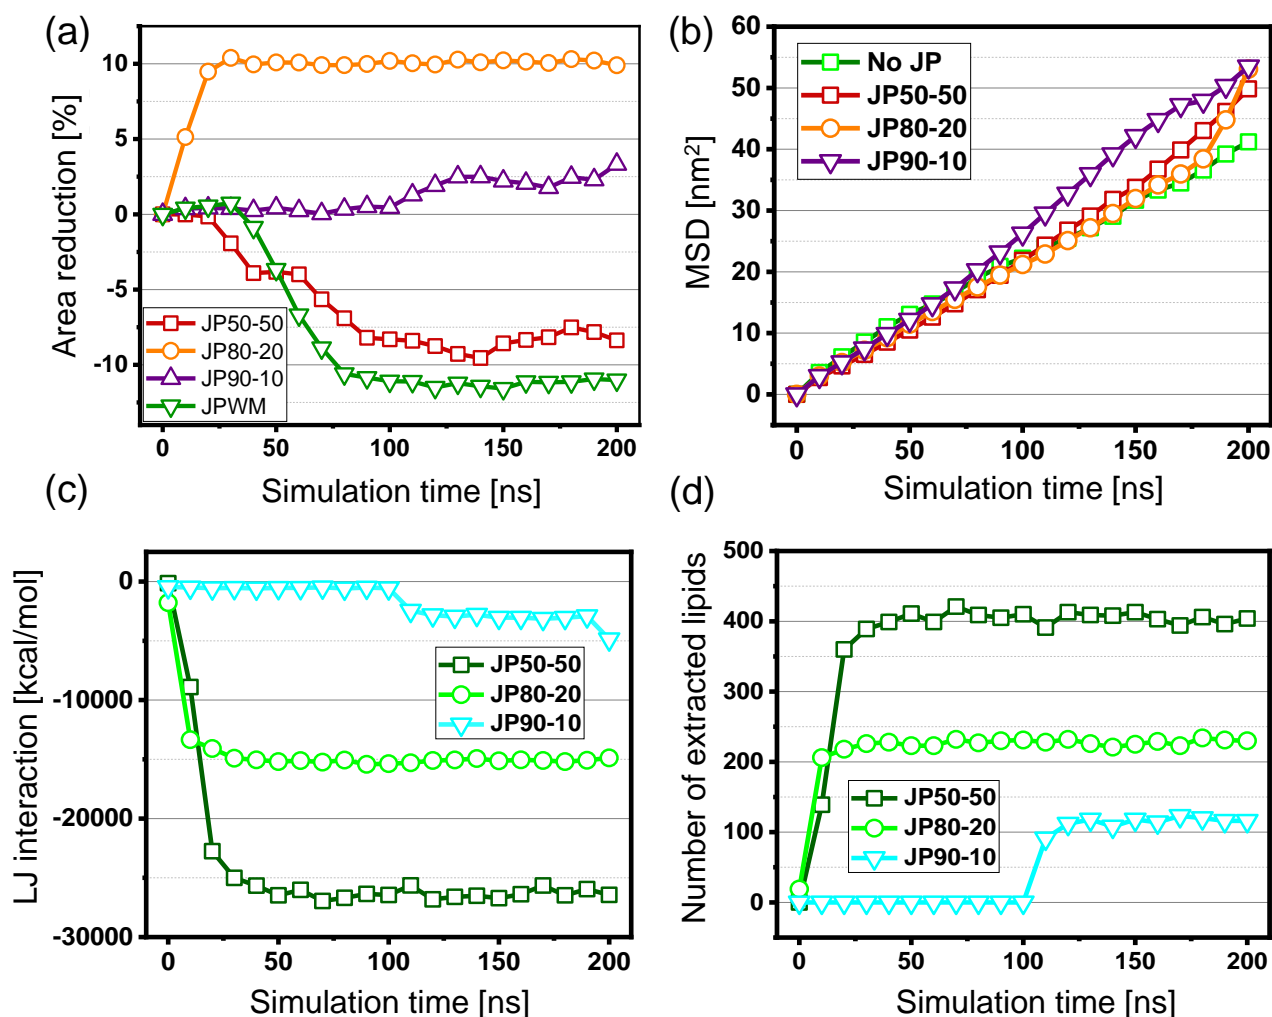 (a)
Area reduction [%]
10
5
0
-5
-10
JP50-50
JP80-20
JP90-10
JPWM
0 50 100 150 200
Simulation time [ns]
(b)
MSD [nm²]
60
50
40
30
20
10
0
No JP
JP50-50
JP80-20
JP90-10
0 50 100 150 200
Simulation time [ns]
(c)
LJ interaction [kcal/mol]
0
-10000
-20000
-30000
JP50-50
JP80-20
JP90-10
0 50 100 150 200
Simulation time [ns]
(d)
Number of extracted lipids
500
400
300
200
100
0
JP50-50
JP80-20
JP90-10
0 50 100 150 200
Simulation time [ns]